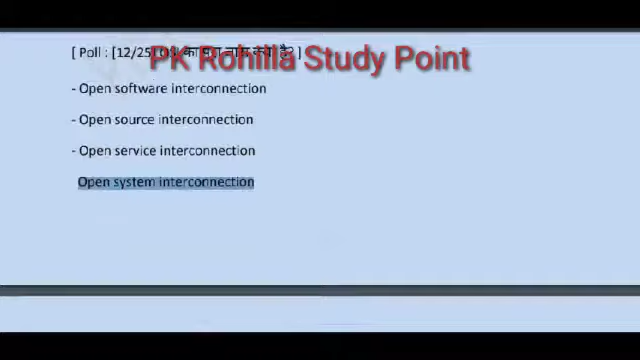 [ Poll : [12/25] OSI का पूरा नाम क्या है? ]
PK Rohilla Study Point
- Open software interconnection
- Open source interconnection
- Open service interconnection
Open system interconnection